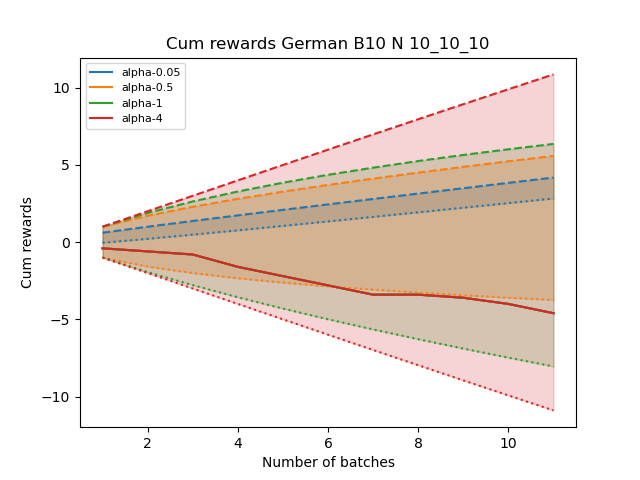 Cum rewards German B10 N 10_10_10
alpha-0.05
alpha-0.5
alpha-1
alpha-4
10
5
0
−5
−10
Cum rewards
2
4
6
8
10
Number of batches